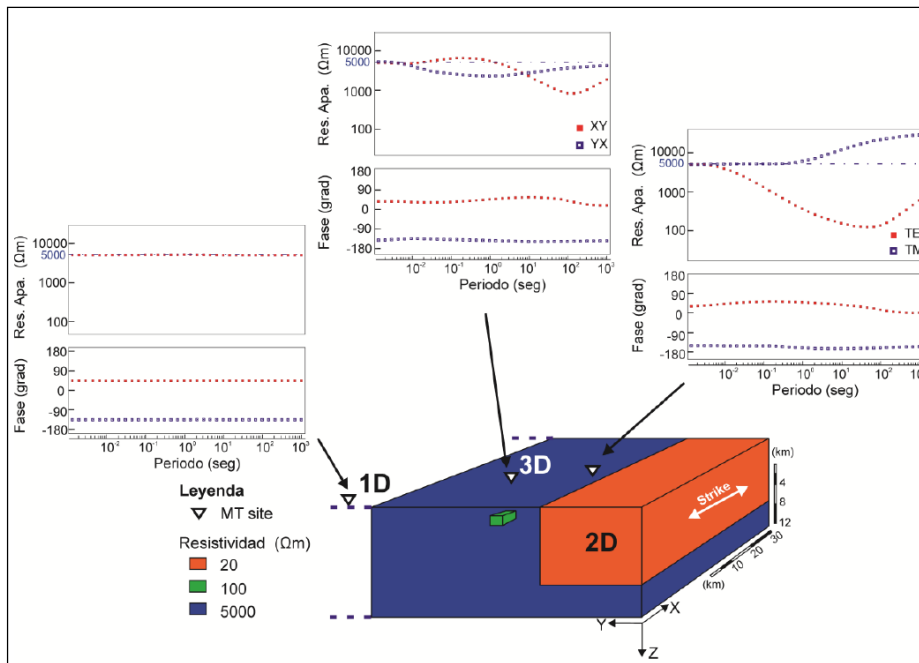 Res. Apa. (Ωm)
10000
5000
1000
100
XY
YX
Fase (grad)
180
90
0
-90
-180
10⁻² 10⁻¹ 10⁰ 10¹ 10² 10³
Periodo (seg)
Res. Apa. (Ωm)
10000
5000
1000
100
TE
TM
Fase (grad)
180
90
0
-90
-180
10⁻² 10⁻¹ 10⁰ 10¹ 10²
Periodo (seg)
Res. Apa. (Ωm)
10000
5000
1000
100
Fase (grad)
180
90
0
-90
-180
10⁻² 10⁻¹ 10⁰ 10¹ 10² 10³
Periodo (seg)
1D
3D
2D
Strike
(km)
4
8
12
30
20
10
(km)
X
Y
Z
Leyenda
MT site
Resistividad (Ωm)
20
100
5000